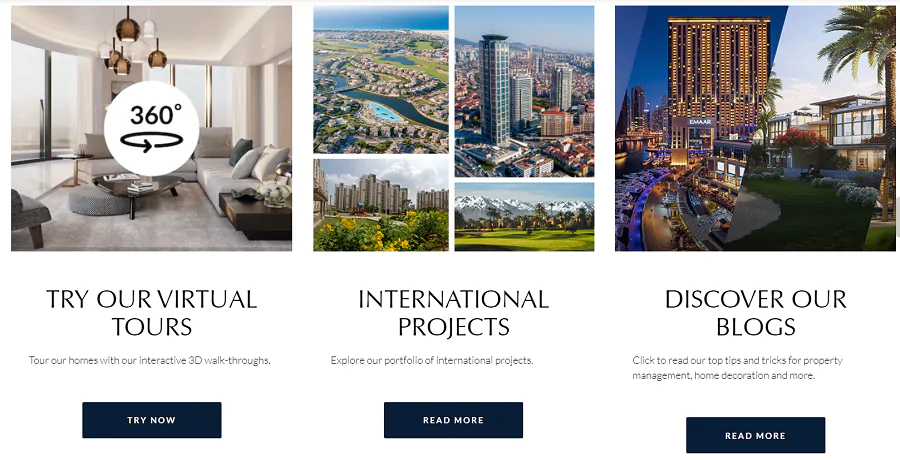 360°
EMAAR
TRY OUR VIRTUAL
TOURS
Tour our homes with our interactive 3D walk-throughs.
TRY NOW
INTERNATIONAL
PROJECTS
Explore our portfolio of international projects.
READ MORE
DISCOVER OUR
BLOGS
Click to read our top tips and tricks for property
management, home decoration and more.
READ MORE